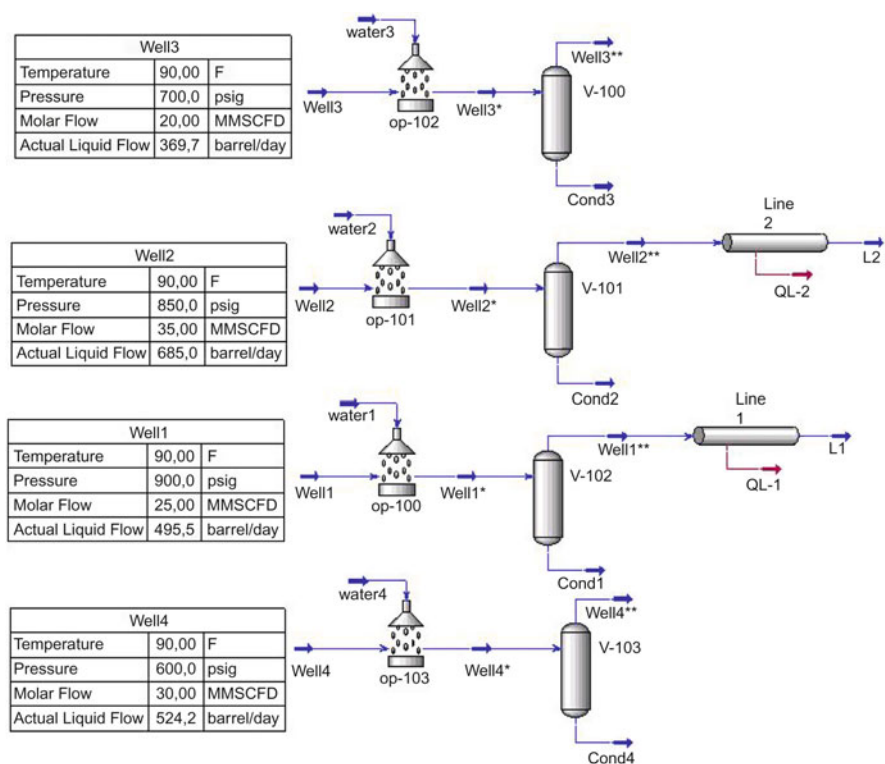 Well3
Temperature 90,00 F
Pressure 700,0 psig
Molar Flow 20,00 MMSCFD
Actual Liquid Flow 369,7 barrel/day
water3
Well3
op-102
Well3*
Well3**
V-100
Cond3
Well2
Temperature 90,00 F
Pressure 850,0 psig
Molar Flow 35,00 MMSCFD
Actual Liquid Flow 685,0 barrel/day
water2
Well2
op-101
Well2*
Well2**
V-101
Cond2
Line
2
L2
QL-2
Well1
Temperature 90,00 F
Pressure 900,0 psig
Molar Flow 25,00 MMSCFD
Actual Liquid Flow 495,5 barrel/day
water1
Well1
op-100
Well1*
Well1**
V-102
Cond1
Line
1
L1
QL-1
Well4
Temperature 90,00 F
Pressure 600,0 psig
Molar Flow 30,00 MMSCFD
Actual Liquid Flow 524,2 barrel/day
water4
Well4
op-103
Well4*
Well4**
V-103
Cond4